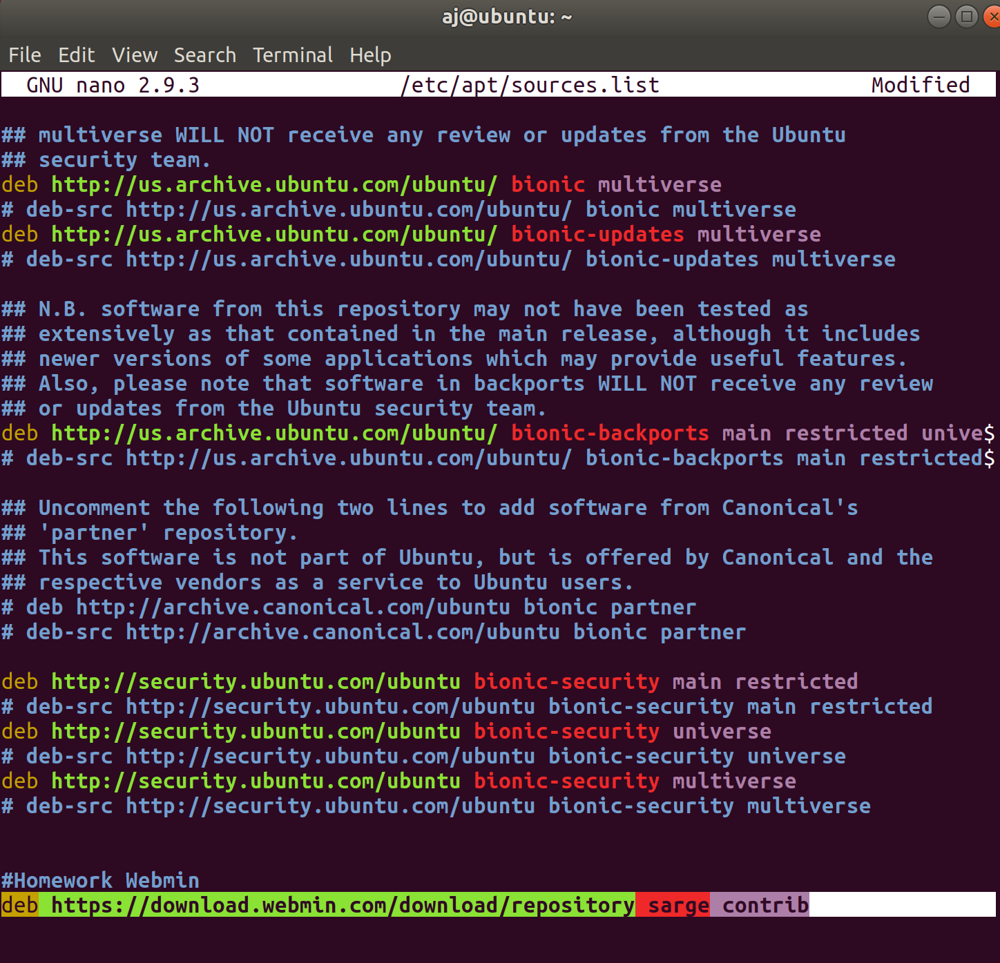 aj@ubuntu: ~
File Edit View Search Terminal Help
GNU nano 2.9.3 /etc/apt/sources.list Modified
## multiverse WILL NOT receive any review or updates from the Ubuntu
## security team.
deb http://us.archive.ubuntu.com/ubuntu/ bionic multiverse
# deb-src http://us.archive.ubuntu.com/ubuntu/ bionic multiverse
deb http://us.archive.ubuntu.com/ubuntu/ bionic-updates multiverse
# deb-src http://us.archive.ubuntu.com/ubuntu/ bionic-updates multiverse
## N.B. software from this repository may not have been tested as
## extensively as that contained in the main release, although it includes
## newer versions of some applications which may provide useful features.
## Also, please note that software in backports WILL NOT receive any review
## or updates from the Ubuntu security team.
deb http://us.archive.ubuntu.com/ubuntu/ bionic-backports main restricted unive$
# deb-src http://us.archive.ubuntu.com/ubuntu/ bionic-backports main restricted$
## Uncomment the following two lines to add software from Canonical's
## 'partner' repository.
## This software is not part of Ubuntu, but is offered by Canonical and the
## respective vendors as a service to Ubuntu users.
# deb http://archive.canonical.com/ubuntu bionic partner
# deb-src http://archive.canonical.com/ubuntu bionic partner
deb http://security.ubuntu.com/ubuntu bionic-security main restricted
# deb-src http://security.ubuntu.com/ubuntu bionic-security main restricted
deb http://security.ubuntu.com/ubuntu bionic-security universe
# deb-src http://security.ubuntu.com/ubuntu bionic-security universe
deb http://security.ubuntu.com/ubuntu bionic-security multiverse
# deb-src http://security.ubuntu.com/ubuntu bionic-security multiverse
#Homework Webmin
deb https://download.webmin.com/download/repository sarge contrib